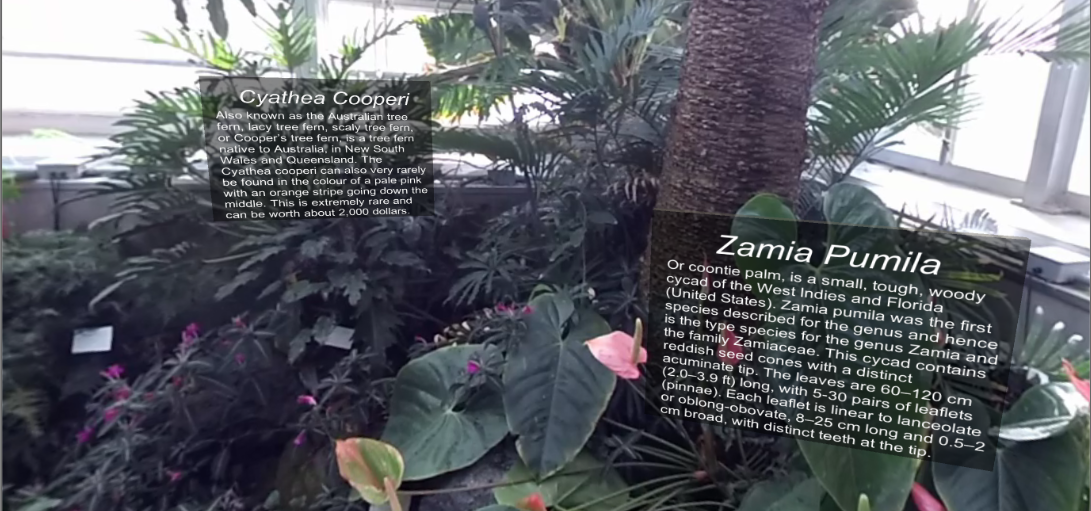 Cyathea Cooperi
Also known as the Australian tree
fern, lacy tree fern, scaly tree fern,
or Cooper's tree fern, is a tree fern
native to Australia, in New South
Wales and Queensland. The
Cyathea cooperi can also very rarely
be found in the colour of a pale pink
with an orange stripe going down the
middle. This is extremely rare and
can be worth about 2,000 dollars.
Zamia Pumila
Or coontie palm, is a small, tough, woody
cycad of the West Indies and Florida
(United States). Zamia pumila was the first
species described for the genus and hence
is the type species for the genus Zamia and
the family Zamiaceae. This cycad contains
reddish seed cones with a distinct
acuminate tip. The leaves are 60–120 cm
(2.0–3.9 ft) long, with 5-30 pairs of leaflets
(pinnae). Each leaflet is linear to lanceolate
or oblong-obovate, 8–25 cm long and 0.5–2
cm broad, with distinct teeth at the tip.